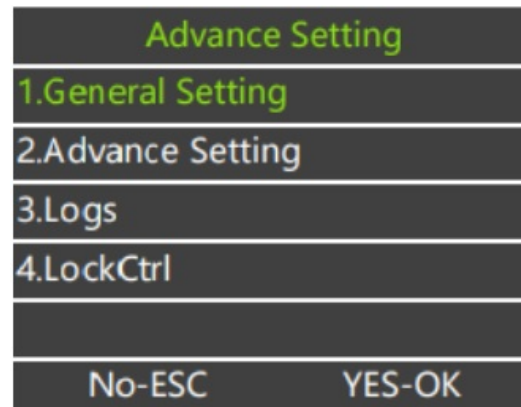 Advance Setting
1.General Setting
2.Advance Setting
3.Logs
4.LockCtrl
No-ESC YES-OK